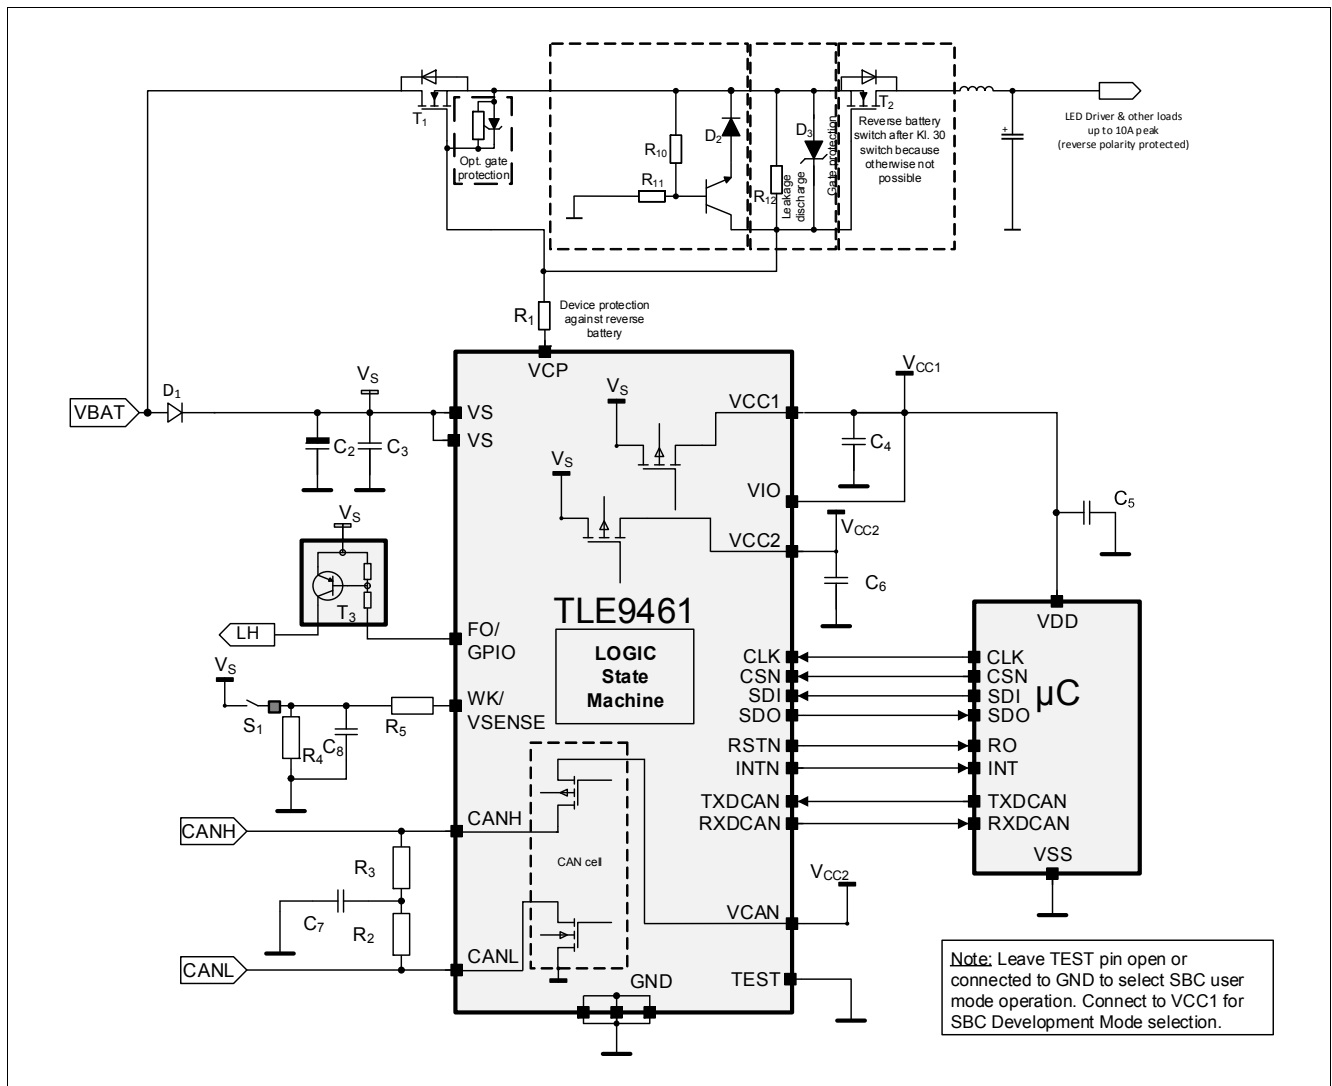 T1
Opt. gate
protection
R10
R11
D2
R12
Leakage
discharge
D3
Gate protection
T2
Reverse battery
switch after Kl. 30
switch because
otherwise not
possible
+
LED Driver & other loads
up to 10A peak
(reverse polarity protected)
R1
Device protection
against reverse
battery
VCP
VBAT
D1
VS
C2
C3
VS
VS
VS
VCC1
VCC1
C4
VS
VIO
C5
VS
VCC2
VCC2
C6
T3
LH
FO/
GPIO
TLE9461
LOGIC
State
Machine
VS
S1
R4
C8
R5
WK/
VSENSE
CLK
CSN
SDI
SDO
RSTN
INTN
TXDCAN
RXDCAN
VDD
CLK
CSN
SDI
SDO
µC
RO
INT
TXDCAN
RXDCAN
VSS
CANH
CANH
R3
C7
R2
CANL
CANL
CAN cell
VCC2
VCAN
TEST
GND
Note: Leave TEST pin open or
connected to GND to select SBC user
mode operation. Connect to VCC1 for
SBC Development Mode selection.